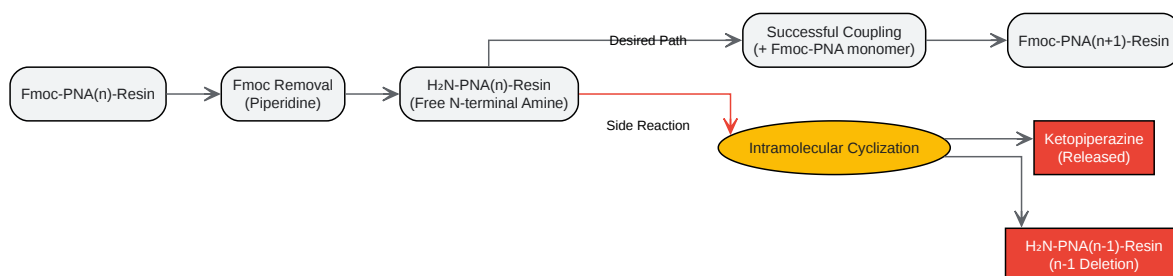 Fmoc-PNA(n)-Resin
Fmoc Removal
(Piperidine)
H₂N-PNA(n)-Resin
(Free N-terminal Amine)
Desired Path
Successful Coupling
(+ Fmoc-PNA monomer)
Fmoc-PNA(n+1)-Resin
Side Reaction
Intramolecular Cyclization
Ketopiperazine
(Released)
H₂N-PNA(n-1)-Resin
(n-1 Deletion)